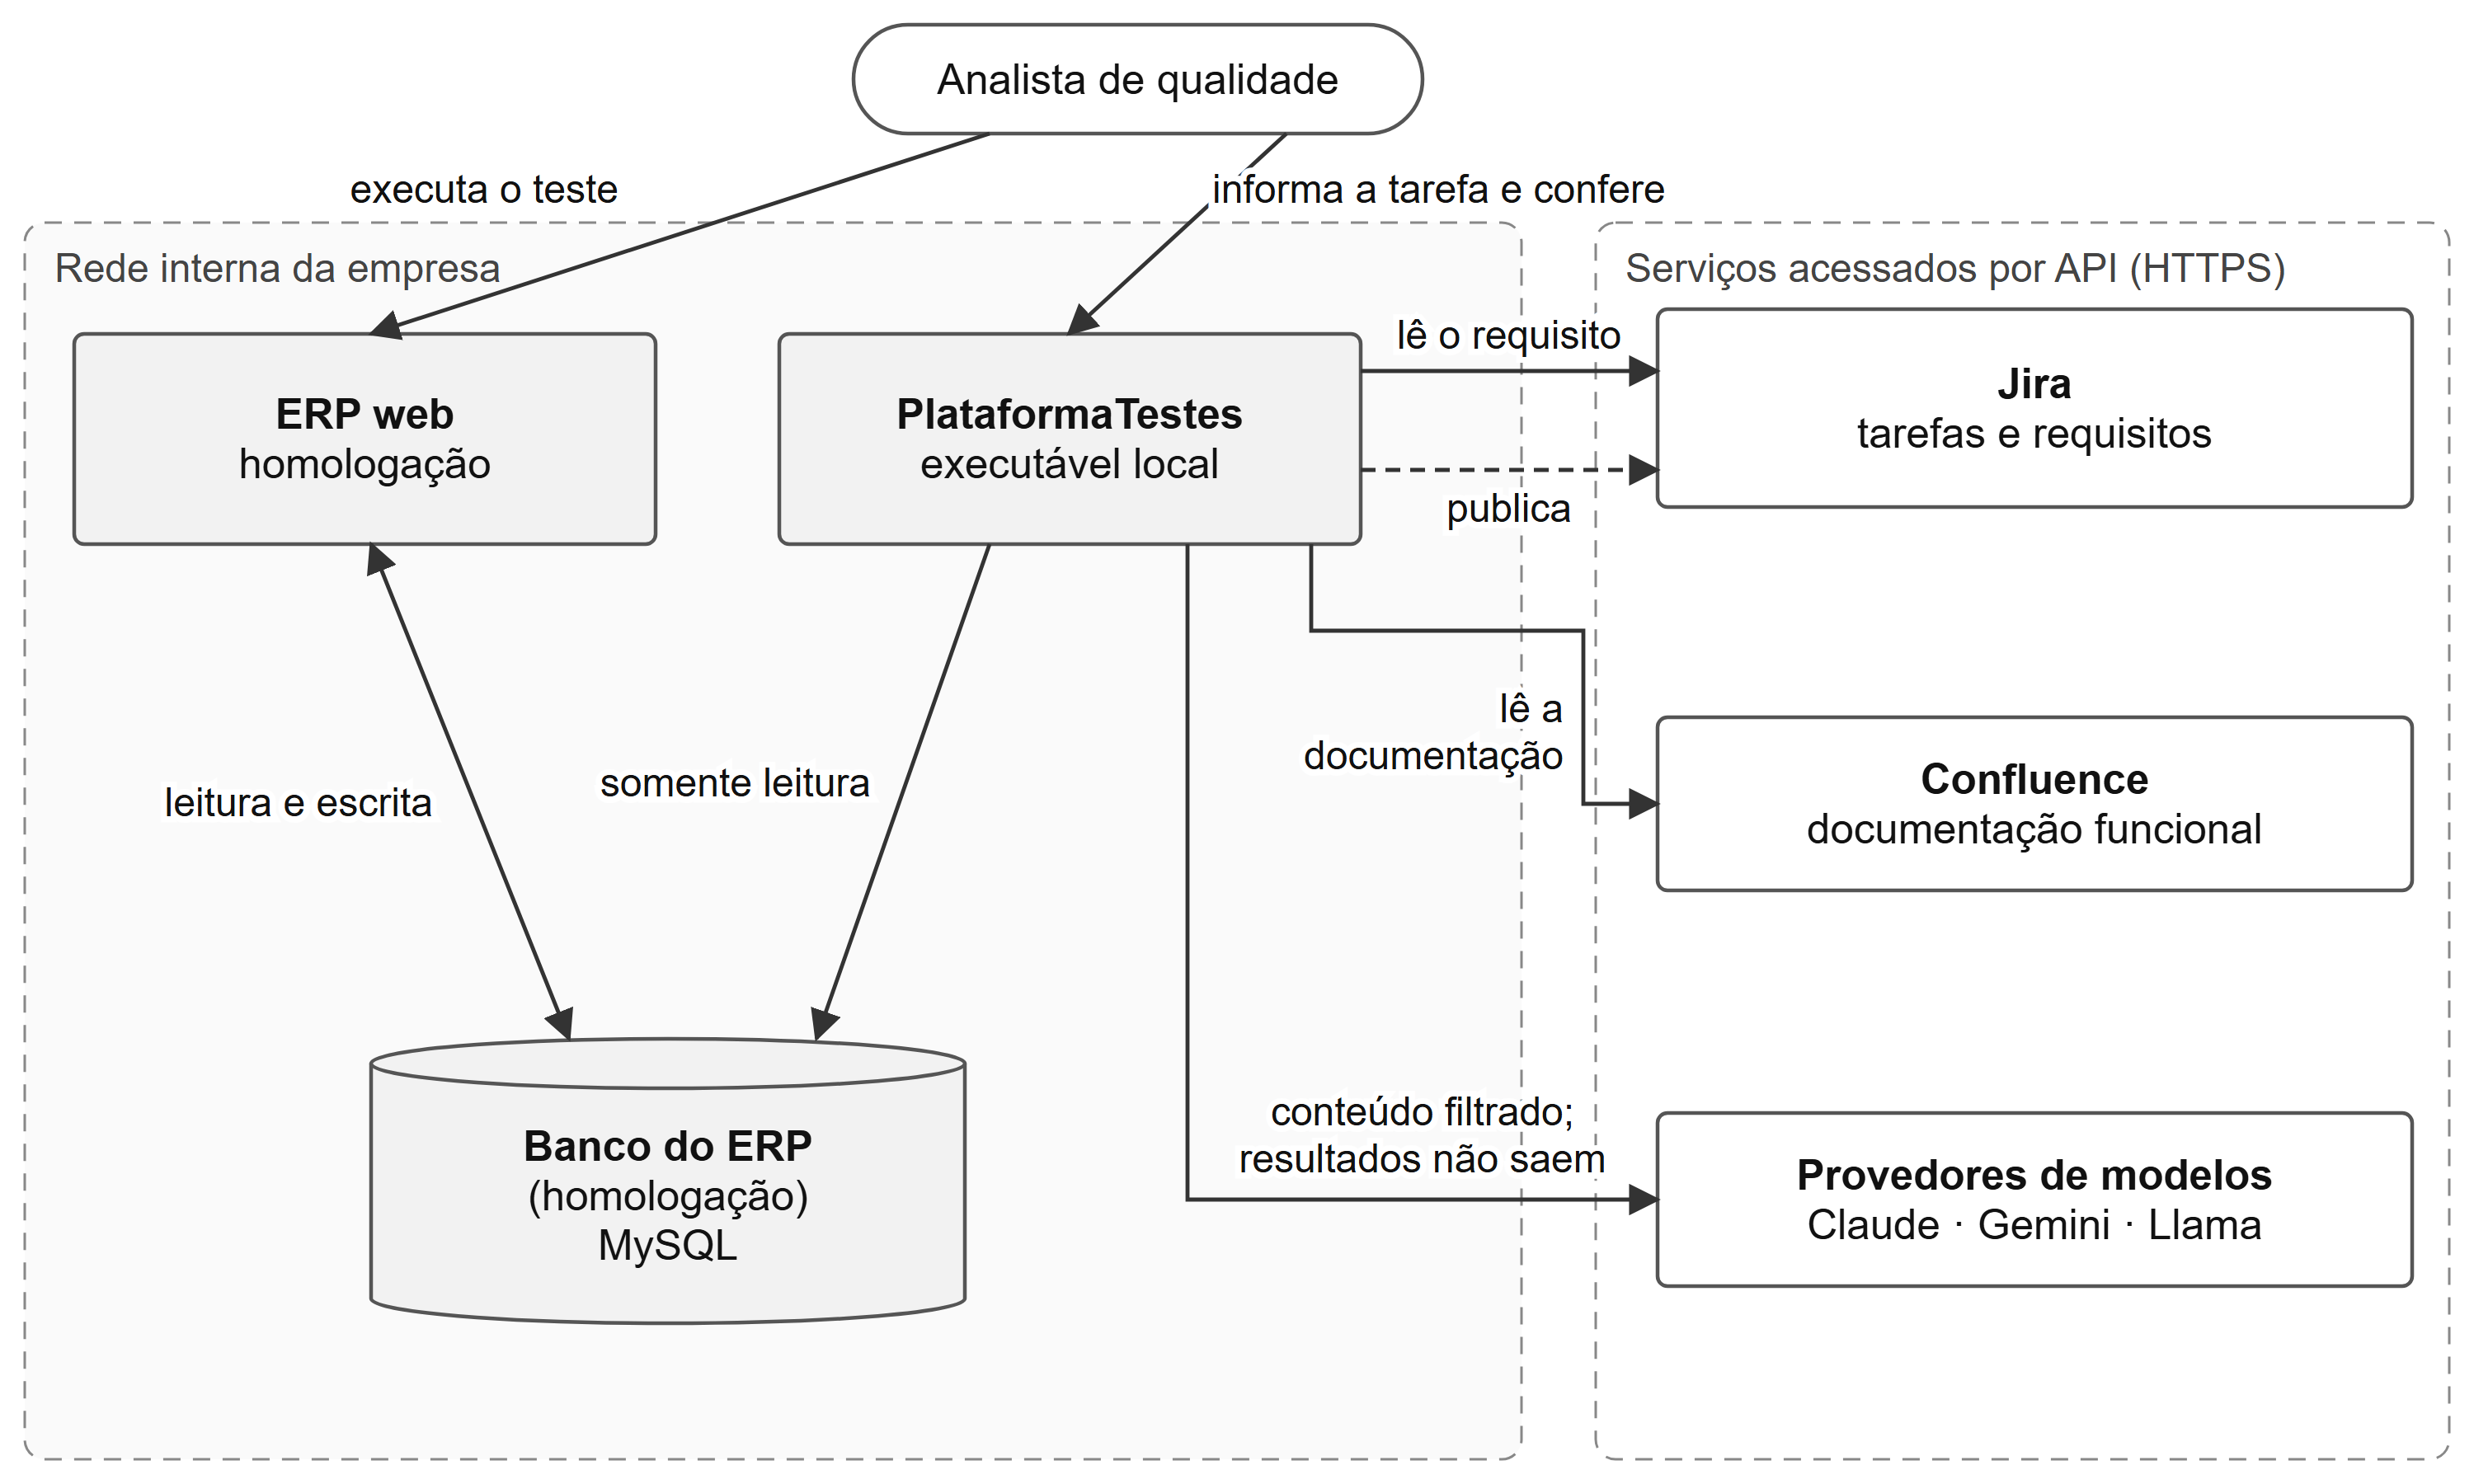 Analista de qualidade
executa o teste
informa a tarefa e confere
Rede interna da empresa
Serviços acessados por API (HTTPS)
ERP web
homologação
PlataformaTestes
executável local
lê o requisito
publica
Jira
tarefas e requisitos
lê a
documentação
Confluence
documentação funcional
leitura e escrita
somente leitura
conteúdo filtrado;
resultados não saem
Banco do ERP
(homologação)
MySQL
Provedores de modelos
Claude · Gemini · Llama